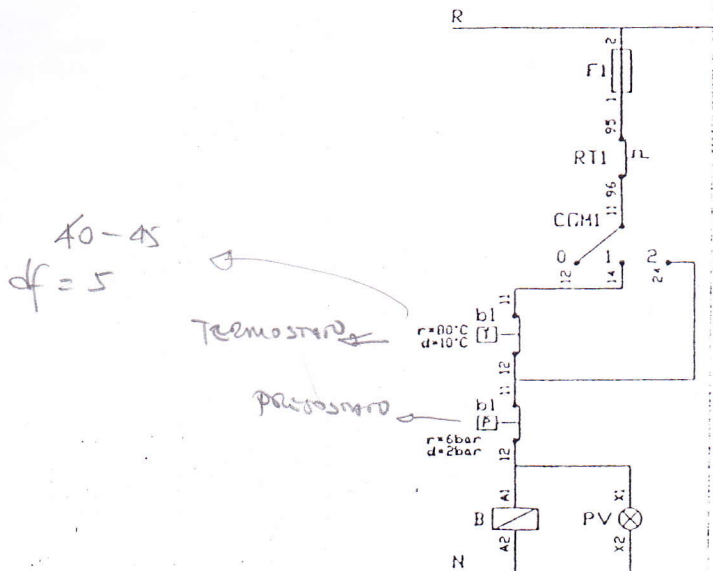 R
2
F1
1
95
RT1
96
11
CGM1
0 1 2
12 14 24
40-45
df = 5
11
b1
r=80°C T
d=10°C
12
TERMOSTATO
11
b1
P
r=6bar
d=2bar
12
PRESOSTATO
A1 X1
B PV
A2 X2
N